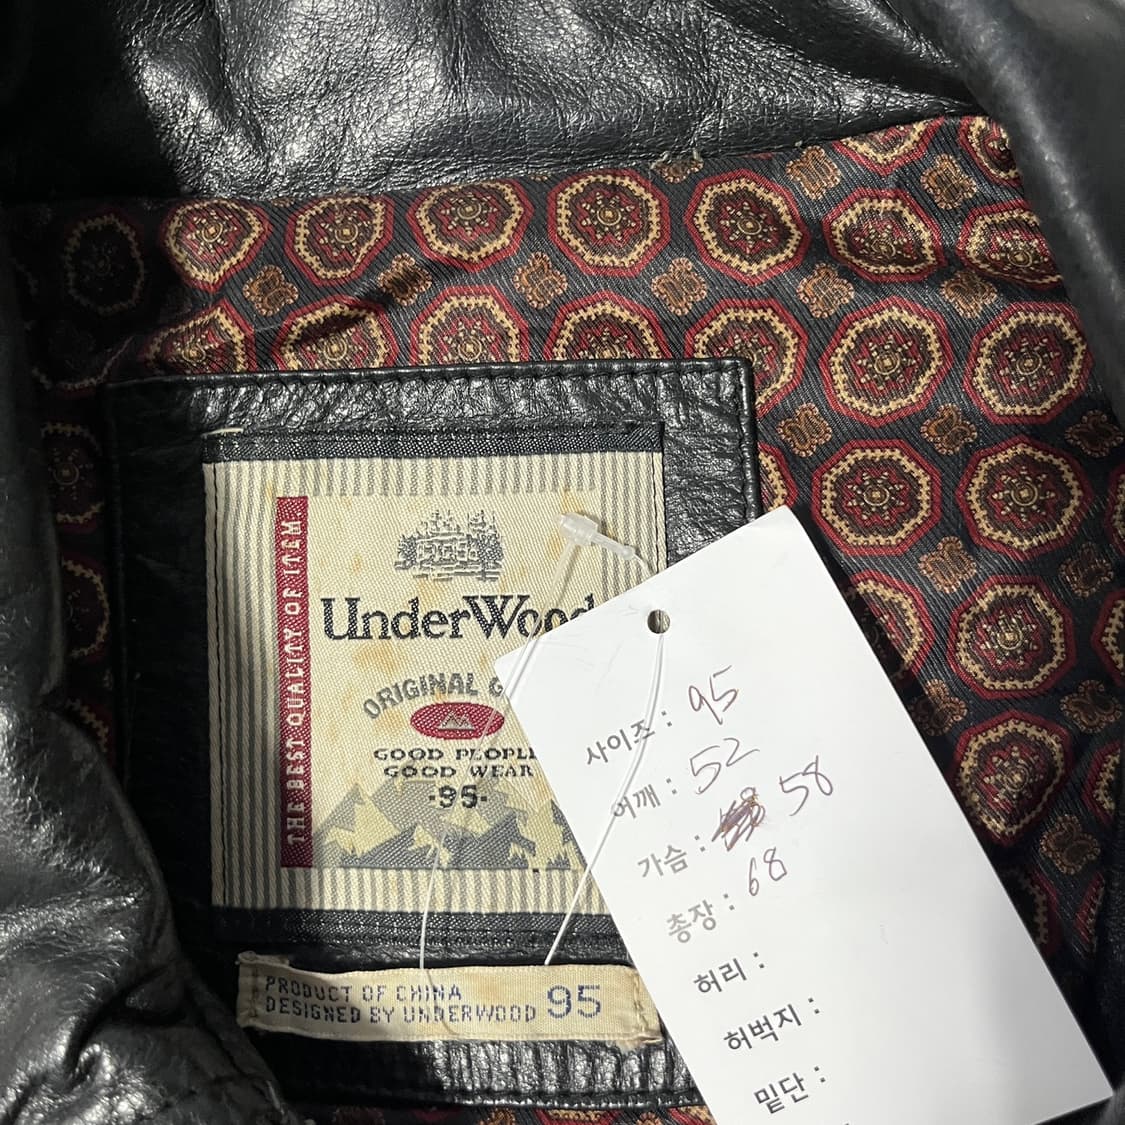 THE BEST QUALITY OF ITEM
UnderWood
ORIGINAL
GOOD PEOPLE
GOOD WEAR
·95·
PRODUCT OF CHINA
DESIGNED BY UNDERWOOD 95
사이즈 : 95
어깨 : 52
가슴 : 58
총장 : 68
허리 :
허벅지 :
밑단 :